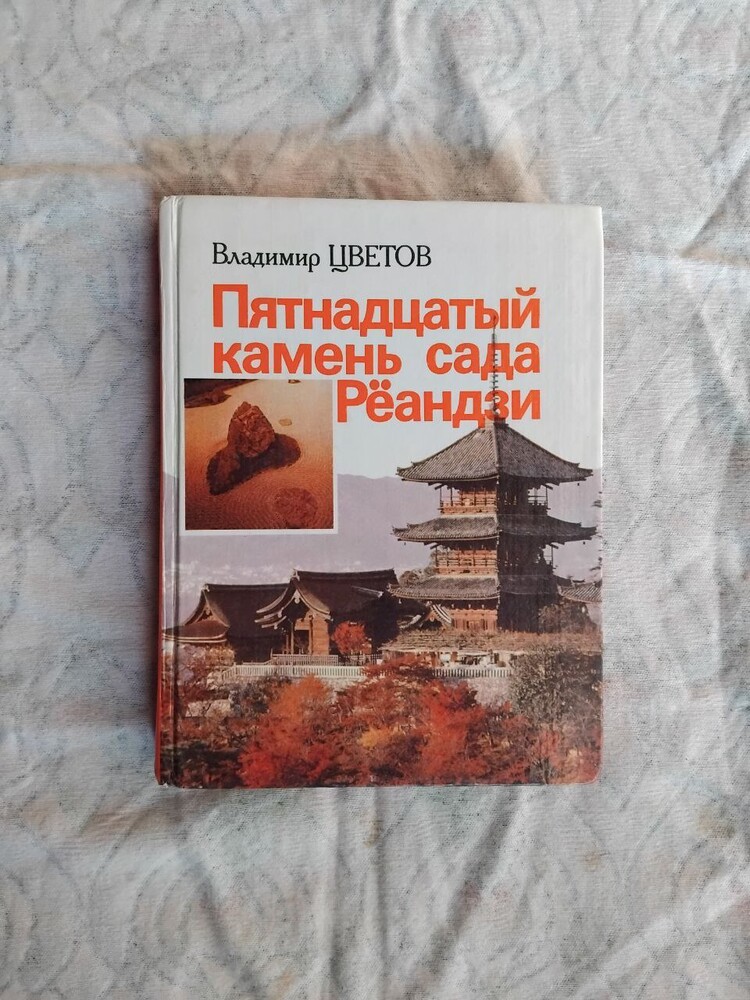 Владимир ЦВЕТОВ
Пятнадцатый
камень сада
Рёандзи